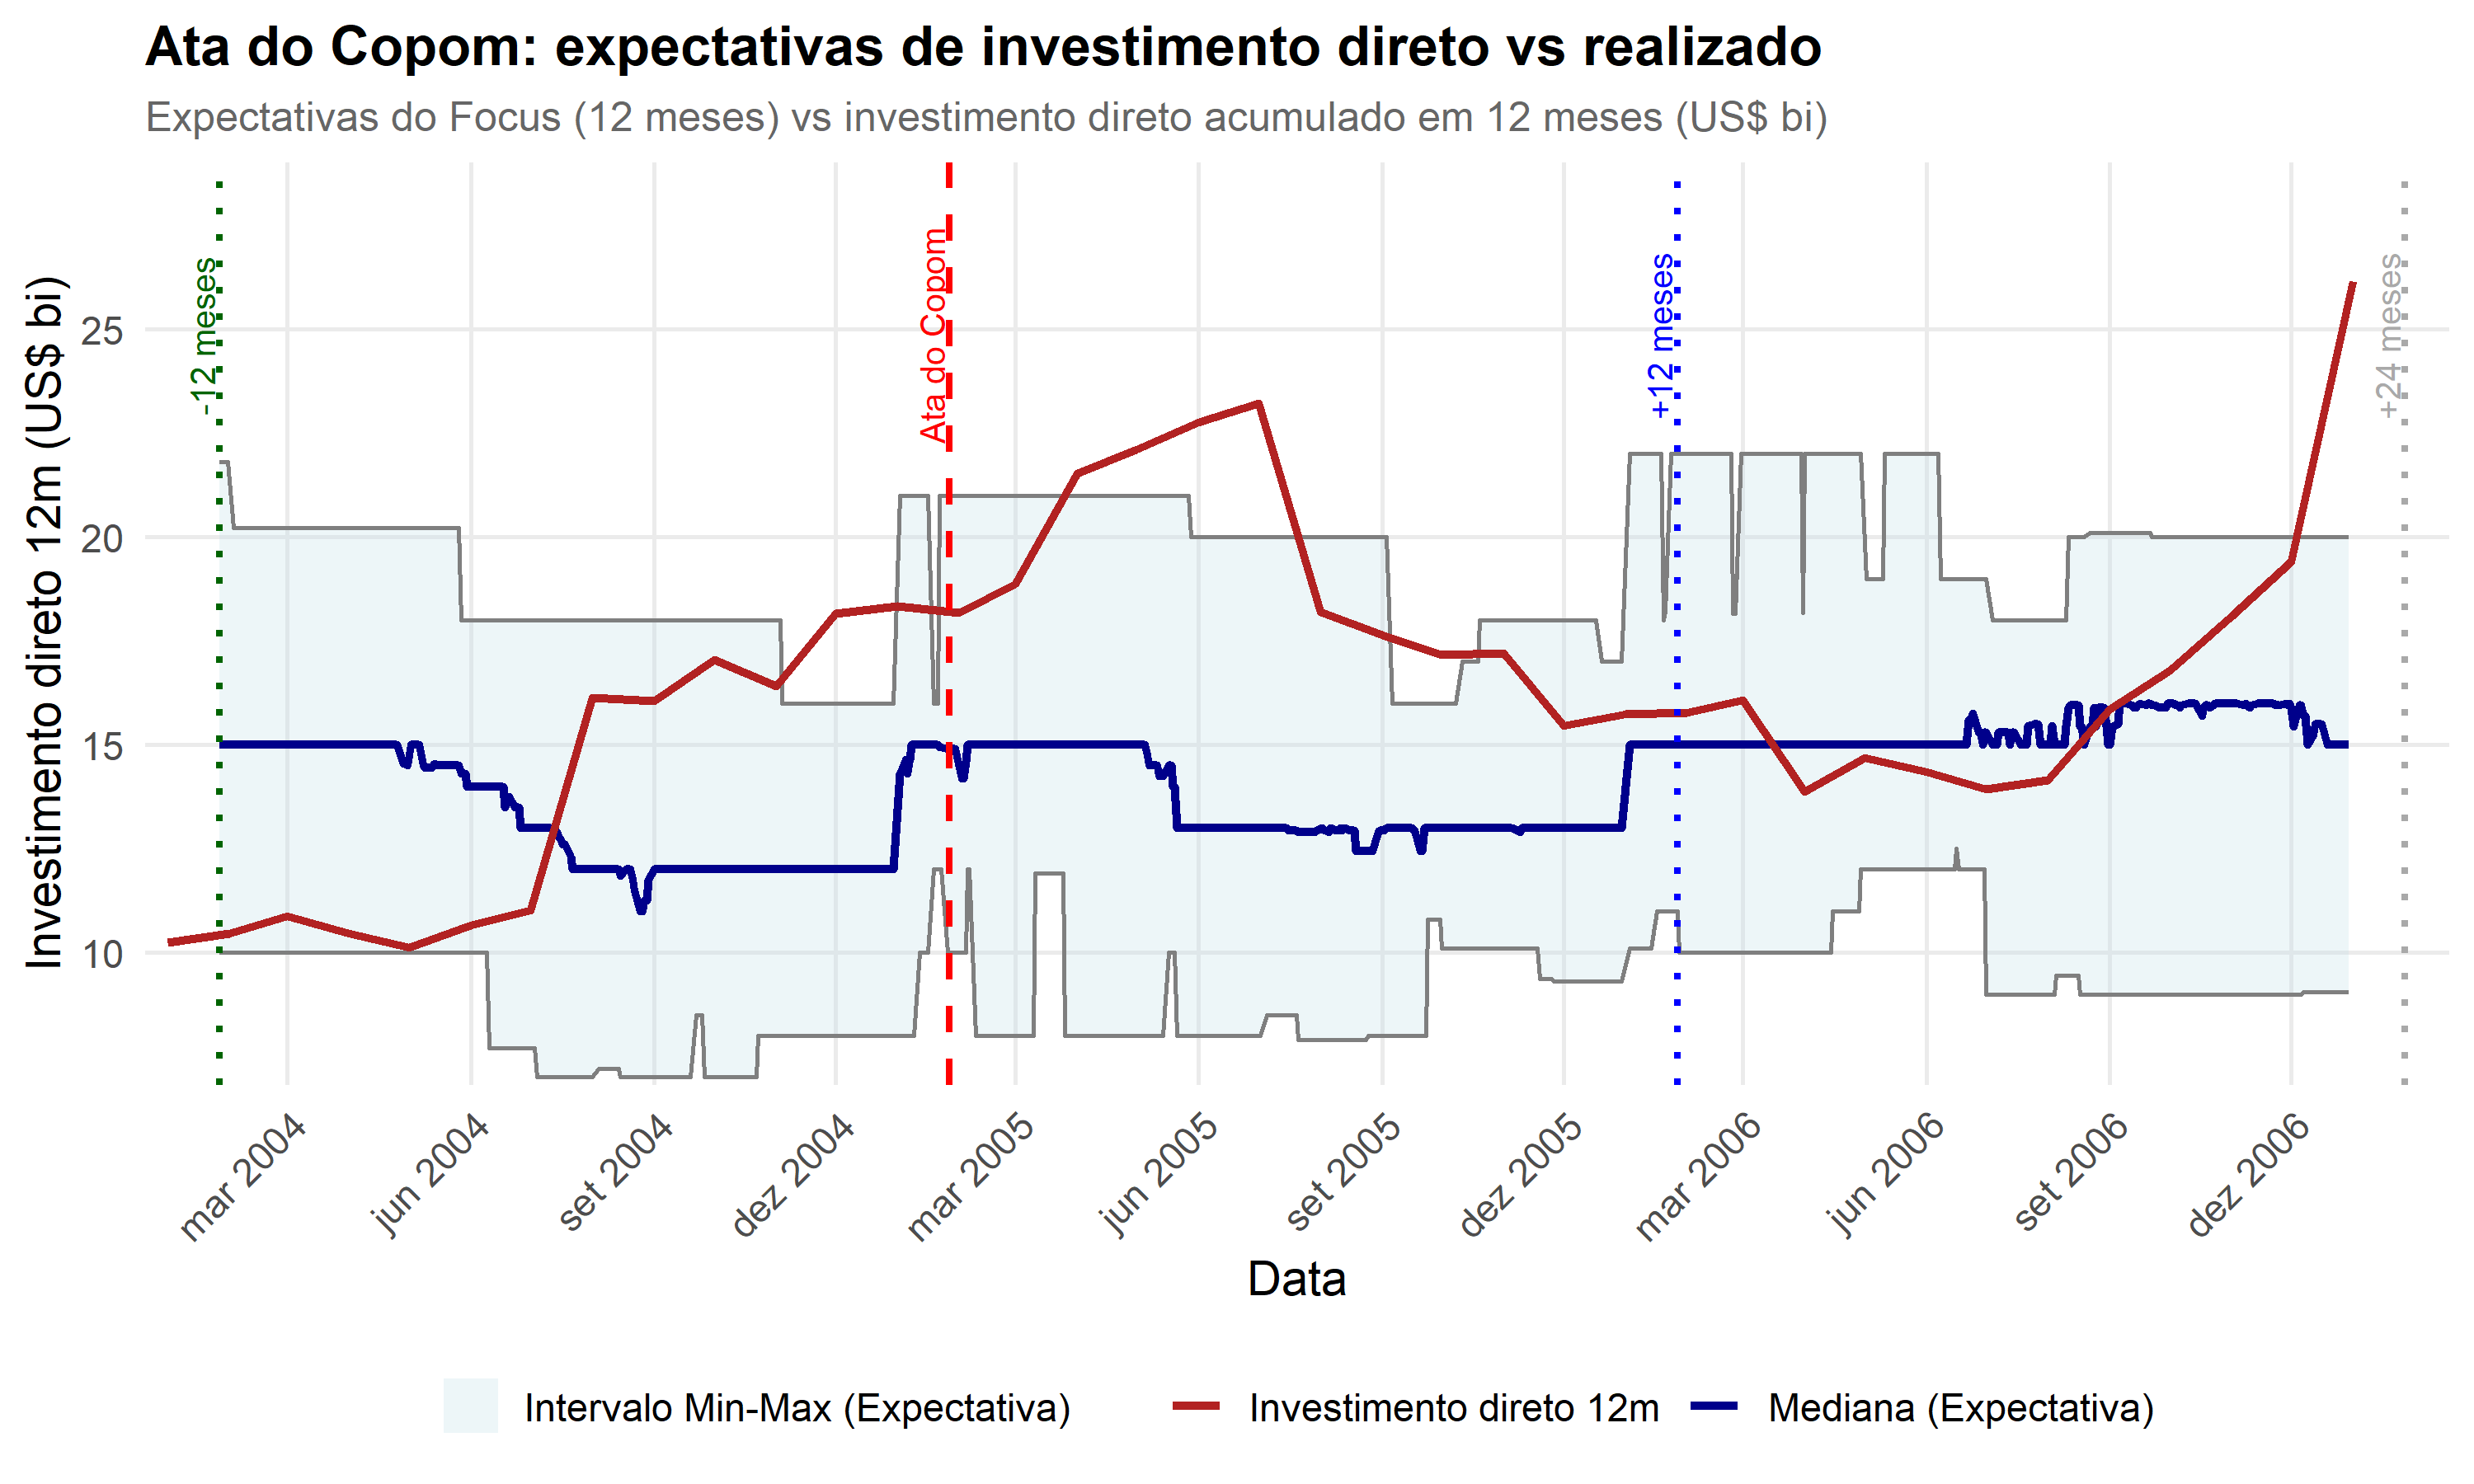 Ata do Copom: expectativas de investimento direto vs realizado
Expectativas do Focus (12 meses) vs investimento direto acumulado em 12 meses (US$ bi)
Investimento direto 12m (US$ bi)
25
20
15
10
-12 meses
Ata do Copom
+12 meses
+24 meses
mar 2004
jun 2004
set 2004
dez 2004
mar 2005
jun 2005
set 2005
dez 2005
mar 2006
jun 2006
set 2006
dez 2006
Data
Intervalo Min-Max (Expectativa)
Investimento direto 12m
Mediana (Expectativa)